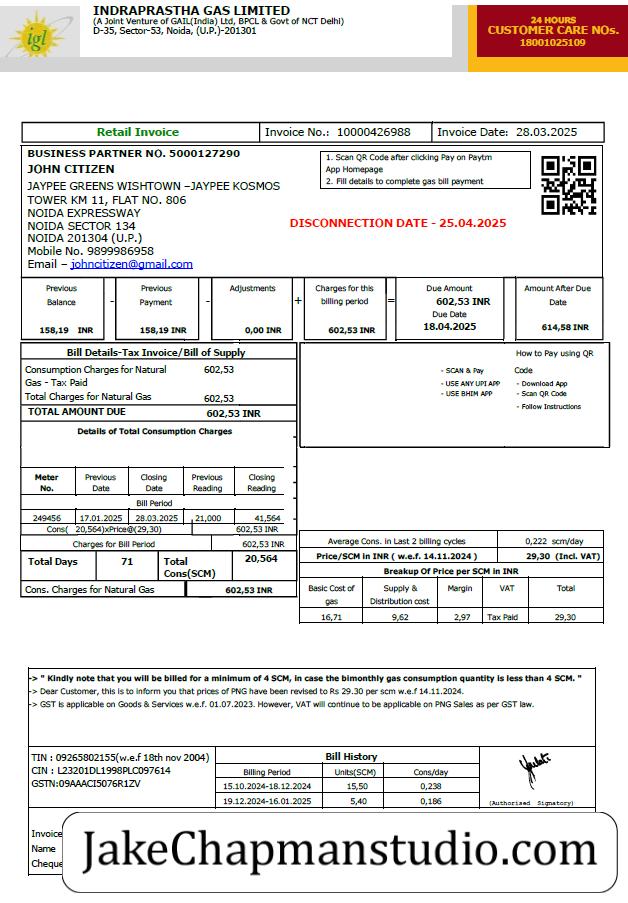 igl
INDRAPRASTHA GAS LIMITED
(A Joint Venture of GAIL(India) Ltd, BPCL & Govt of NCT Delhi)
D-35, Sector-53, Noida, (U.P.)-201301
24 HOURS
CUSTOMER CARE NOs.
18001025109
Retail Invoice
Invoice No.: 10000426988
Invoice Date: 28.03.2025
BUSINESS PARTNER NO. 5000127290
JOHN CITIZEN
JAYPEE GREENS WISHTOWN –JAYPEE KOSMOS
TOWER KM 11, FLAT NO. 806
NOIDA EXPRESSWAY
NOIDA SECTOR 134
NOIDA 201304 (U.P.)
Mobile No. 9899986958
Email – johncitizen@gmail.com
1. Scan QR Code after clicking Pay on Paytm
App Homepage
2. Fill details to complete gas bill payment
DISCONNECTION DATE - 25.04.2025
Previous
Balance
158,19 INR
-
Previous
Payment
158,19 INR
-
Adjustments
0,00 INR
+
Charges for this
billing period
602,53 INR
=
Due Amount
602,53 INR
Due Date
18.04.2025
Amount After Due
Date
614,58 INR
Bill Details-Tax Invoice/Bill of Supply
Consumption Charges for Natural 602,53
Gas - Tax Paid
Total Charges for Natural Gas 602,53
TOTAL AMOUNT DUE 602,53 INR
How to Pay using QR
Code
- SCAN & Pay
- USE ANY UPI APP
- USE BHIM APP
- Download App
- Scan QR Code
- Follow Instructions
Details of Total Consumption Charges
Meter No. Previous Date Closing Date Previous Reading Closing Reading
Bill Period
249456 17.01.2025 28.03.2025 21,000 41,564
Cons( 20,564)xPrice@(29,30) 602,53 INR
Charges for Bill Period 602,53 INR
Total Days 71 Total Cons(SCM) 20,564
Cons. Charges for Natural Gas 602,53 INR
Average Cons. in Last 2 billing cycles 0,222 scm/day
Price/SCM in INR ( w.e.f. 14.11.2024 ) 29,30 (Incl. VAT)
Breakup Of Price per SCM in INR
Basic Cost of gas Supply & Distribution cost Margin VAT Total
16,71 9,62 2,97 Tax Paid 29,30
-> " Kindly note that you will be billed for a minimum of 4 SCM, in case the bimonthly gas consumption quantity is less than 4 SCM. "
-> Dear Customer, this is to inform you that prices of PNG have been revised to Rs 29.30 per scm w.e.f 14.11.2024.
-> GST is applicable on Goods & Services w.e.f. 01.07.2023. However, VAT will continue to be applicable on PNG Sales as per GST law.
TIN : 09265802155(w.e.f 18th nov 2004)
CIN : L23201DL1998PLC097614
GSTN:09AAACI5076R1ZV
Bill History
Billing Period Units(SCM) Cons/day
15.10.2024-18.12.2024 15,50 0,238
19.12.2024-16.01.2025 5,40 0,186
(Authorised Signatory)
Invoice
Name
Cheque
JakeChapmanstudio.com